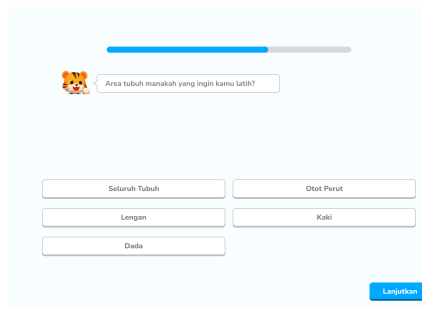 Area tubuh manakah yang ingin kamu latih?
Seluruh Tubuh
Otot Perut
Lengan
Kaki
Dada
Lanjutkan